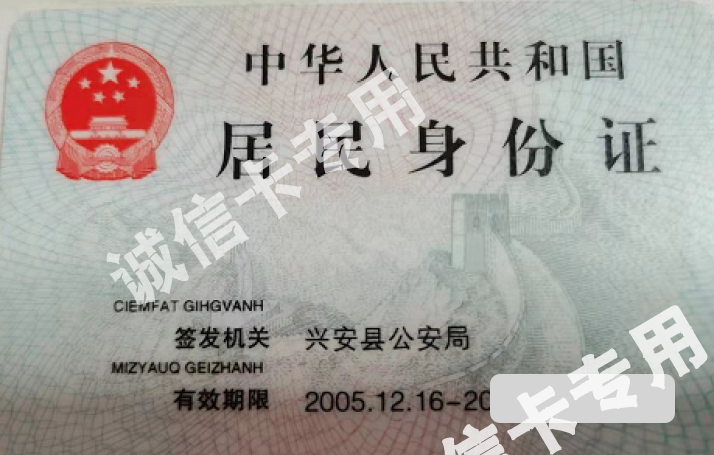 中华人民共和国
居民身份证
诚信卡专用
CIEMFAT GIHGVANH
签发机关 兴安县公安局
MIZYAUQ GEIZHANH
有效期限 2005.12.16-20
信卡专用